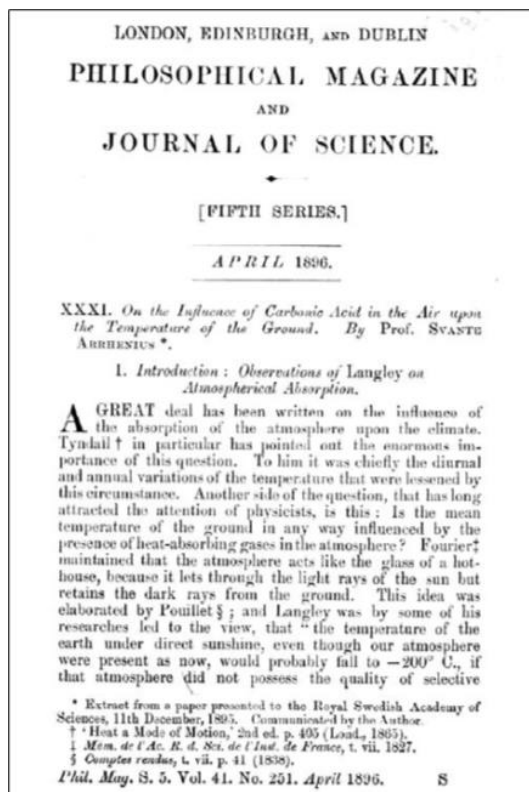 LONDON, EDINBURGH, AND DUBLIN
PHILOSOPHICAL MAGAZINE
AND
JOURNAL OF SCIENCE.
[FIFTH SERIES.]
APRIL 1896.
XXXI. On the Influence of Carbonic Acid in the Air upon
the Temperature of the Ground. By Prof. SVANTE
ARRHENIUS *.
I. Introduction : Observations of Langley on
Atmospherical Absorption.
A GREAT deal has been written on the influence of
the absorption of the atmosphere upon the climate.
Tyndall † in particular has pointed out the enormous im-
portance of this question. To him it was chiefly the diurnal
and annual variations of the temperature that were lessened by
this circumstance. Another side of the question, that has long
attracted the attention of physicists, is this : Is the mean
temperature of the ground in any way influenced by the
presence of heat-absorbing gases in the atmosphere? Fourier‡
maintained that the atmosphere acts like the glass of a hot-
house, because it lets through the light rays of the sun but
retains the dark rays from the ground. This idea was
elaborated by Pouillet § ; and Langley was by some of his
researches led to the view, that "the temperature of the
earth under direct sunshine, even though our atmosphere
were present as now, would probably fall to −200° C., if
that atmosphere did not possess the quality of selective
* Extract from a paper presented to the Royal Swedish Academy of
Sciences, 11th December, 1895. Communicated by the Author.
† 'Heat a Mode of Motion,' 2nd ed. p. 405 (Lond., 1865).
‡ Mem. de l'Ac. R. d. Sci. de l'Inst. de France, t. vii. 1827.
§ Comptes rendus, t. vii. p. 41 (1838).
Phil. Mag. S. 5. Vol. 41. No. 251. April 1896. S